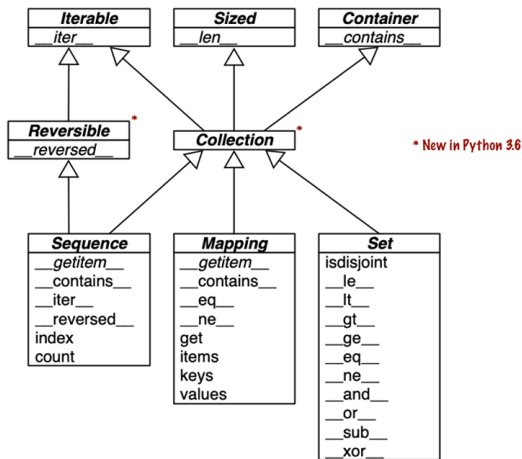 Iterable
__iter__
Sized
__len__
Container
__contains__
Reversible
*
__reversed__
Collection
*
* New in Python 3.6
Sequence
__getitem__
__contains__
__iter__
__reversed__
index
count
Mapping
__getitem__
__contains__
__eq__
__ne__
get
items
keys
values
Set
isdisjoint
__le__
__lt__
__gt__
__ge__
__eq__
__ne__
__and__
__or__
__sub__
__xor__